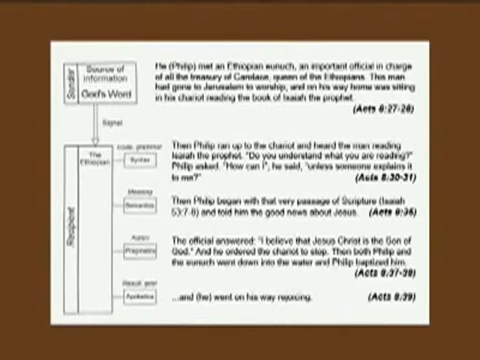 Sender
Source of
information
God's Word
He (Philip) met an Ethiopian eunuch, an important official in charge
of all the treasury of Candace, queen of the Ethiopians. This man
had gone to Jerusalem to worship, and on his way home was sitting
in his chariot reading the book of Isaiah the prophet.
(Acts 8:27-28)
Signal
Recipient
The
Ethiopian
Code, grammar
Syntax
Then Philip ran up to the chariot and heard the man reading
Isaiah the prophet. "Do you understand what you are reading?"
Philip asked. "How can I", he said, "unless someone explains it
to me?"
(Acts 8:30-31)
Meaning
Semantics
Then Philip began with that very passage of Scripture (Isaiah
53:7-8) and told him the good news about Jesus. (Acts 8:35)
Action
Pragmatics
The official answered: "I believe that Jesus Christ is the Son of
God." And he ordered the chariot to stop. Then both Philip and
the eunuch went down into the water and Philip baptized him.
(Acts 8:37-38)
Result, goal
Apobetics
...and (he) went on his way rejoicing. (Acts 8:39)